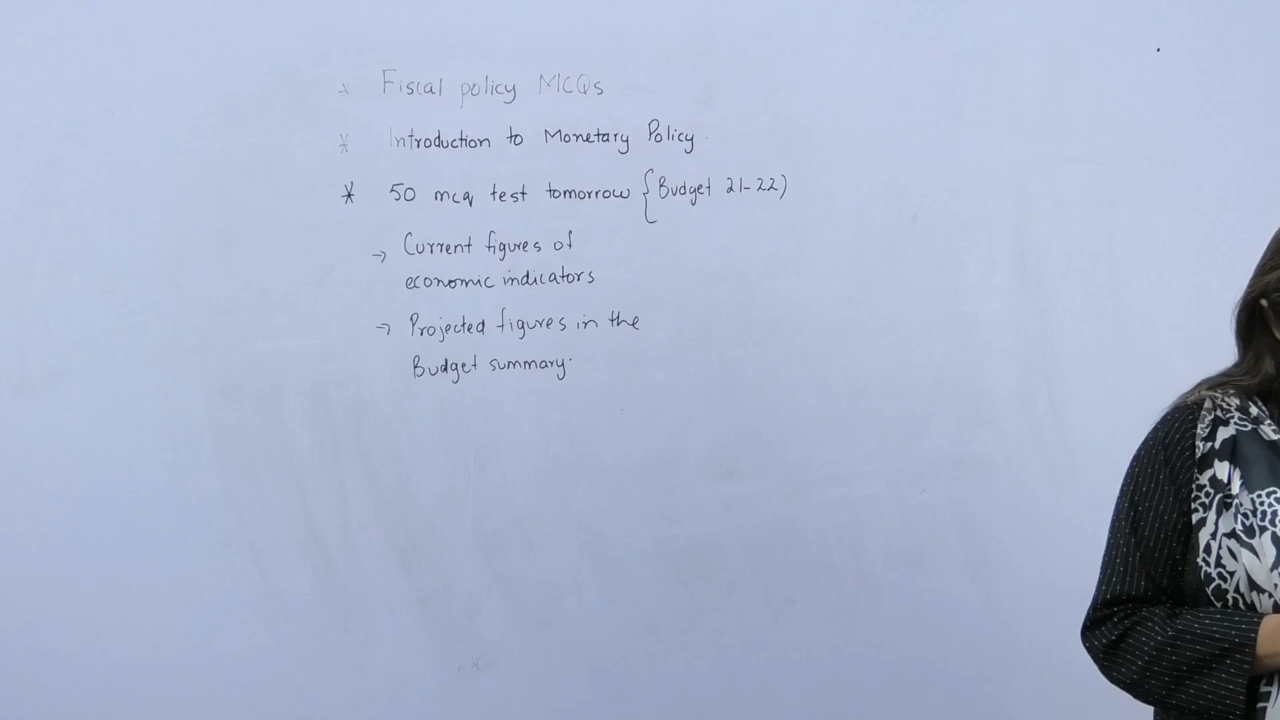 * Fiscal policy MCQs
* Introduction to Monetary Policy.
* 50 mcq test tomorrow {Budget 21-22)
→ Current figures of
economic indicators
→ Projected figures in the
Budget summary.